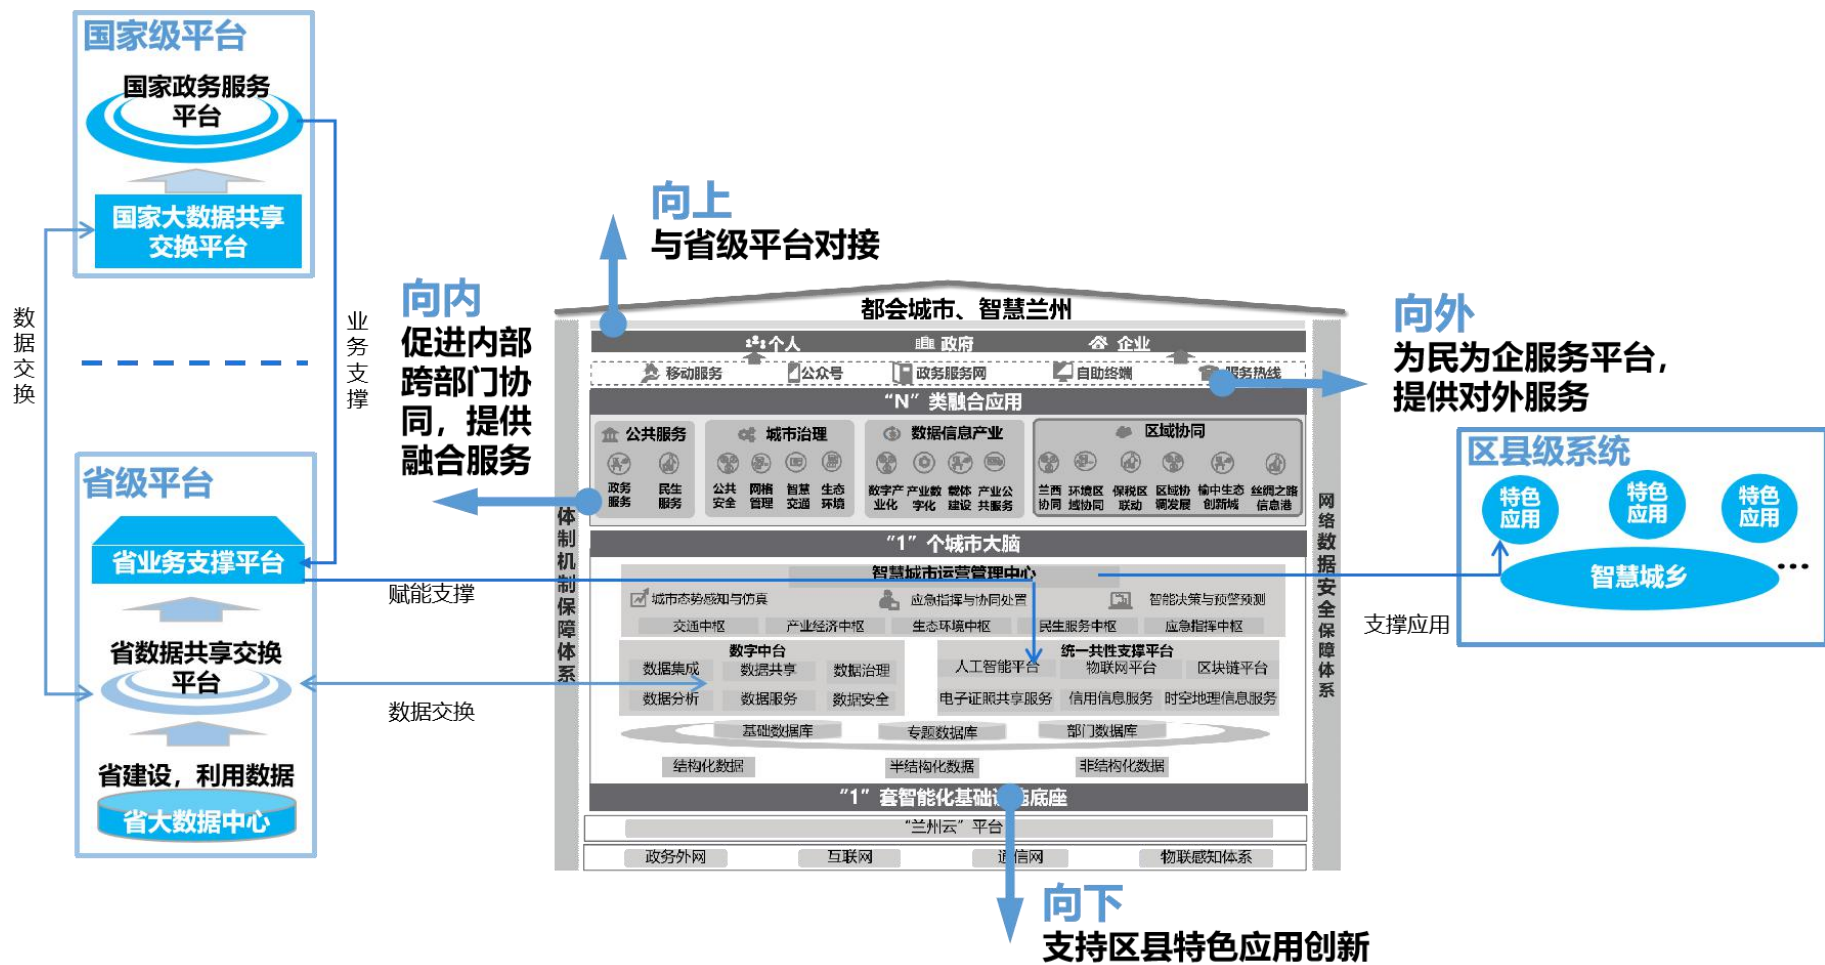 国家级平台
国家政务服务
平台
国家大数据共享
交换平台
数据交换
业务支撑
省级平台
省业务支撑平台
省数据共享交换
平台
省建设，利用数据
省大数据中心
向上
与省级平台对接
向内
促进内部
跨部门协
同，提供
融合服务
向外
为民为企服务平台，
提供对外服务
都会城市、智慧兰州
个人
政府
企业
移动服务
公众号
政务服务网
自助终端
服务热线
“N”类融合应用
公共服务
城市治理
数据信息产业
区域协同
政务
服务
民生
服务
公共
安全
网格
管理
智慧
交通
生态
环境
数字产
业化
产业数
字化
载体
建设
产业公
共服务
兰西
协同
环境区
域协同
保税区
联动
区域协
调发展
榆中生态
创新城
丝绸之路
信息港
“1”个城市大脑
智慧城市运营管理中心
城市态势感知与仿真
应急指挥与协同处置
智能决策与预警预测
交通中枢
产业经济中枢
生态环境中枢
民生服务中枢
应急指挥中枢
数字中台
数据集成
数据共享
数据治理
数据分析
数据服务
数据安全
统一共性支撑平台
人工智能平台
物联网平台
区块链平台
电子证照共享服务
信用信息服务
时空地理信息服务
基础数据库
专题数据库
部门数据库
结构化数据
半结构化数据
非结构化数据
“1”套智能化基础设施底座
“兰州云”平台
政务外网
互联网
通信网
物联感知体系
体制机制保障体系
网络数据安全保障体系
赋能支撑
数据交换
支撑应用
区县级系统
特色
应用
特色
应用
特色
应用
智慧城乡
...
向下
支持区县特色应用创新